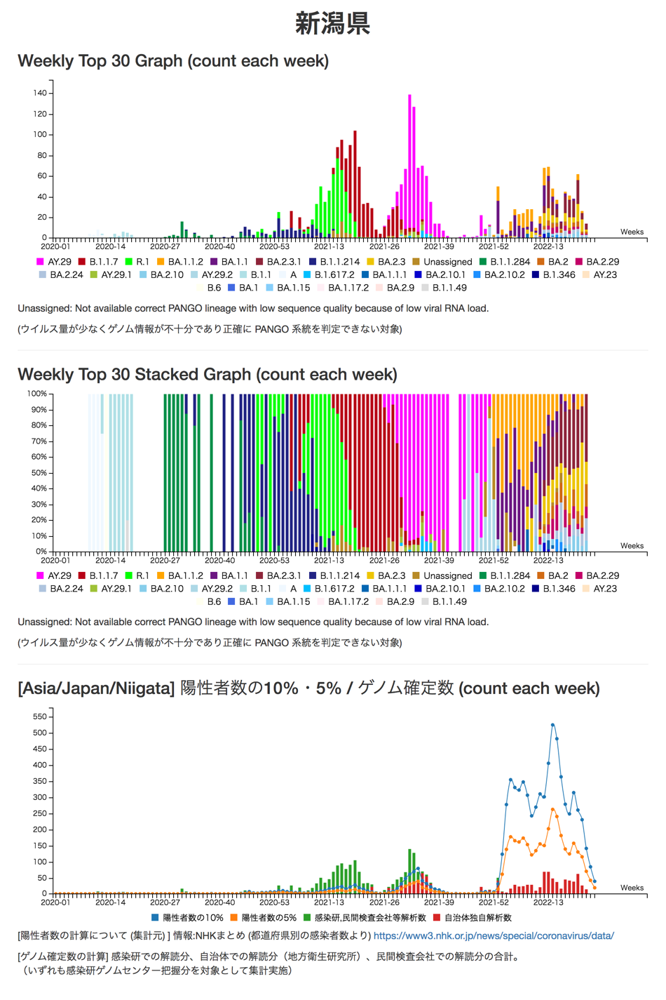 新潟県
Weekly Top 30 Graph (count each week)
140
120
100
80
60
40
20
0
Weeks
2020-01 2020-14 2020-27 2020-40 2020-53 2021-13 2021-26 2021-39 2021-52 2022-13
AY.29 B.1.1.7 R.1 BA.1.1.2 BA.1.1 BA.2.3.1 B.1.1.214 BA.2.3 Unassigned B.1.1.284 BA.2 BA.2.29
BA.2.24 AY.29.1 BA.2.10 AY.29.2 B.1.1 A B.1.617.2 BA.1.1.1 BA.2.10.1 BA.2.10.2 B.1.346 AY.23
B.6 BA.1 BA.1.15 BA.1.17.2 BA.2.9 B.1.1.49
Unassigned: Not available correct PANGO lineage with low sequence quality because of low viral RNA load.
(ウイルス量が少なくゲノム情報が不十分であり正確に PANGO 系統を判定できない対象)
Weekly Top 30 Stacked Graph (count each week)
100%
90%
80%
70%
60%
50%
40%
30%
20%
10%
0%
Weeks
2020-01 2020-14 2020-27 2020-40 2020-53 2021-13 2021-26 2021-39 2021-52 2022-13
AY.29 B.1.1.7 R.1 BA.1.1.2 BA.1.1 BA.2.3.1 B.1.1.214 BA.2.3 Unassigned B.1.1.284 BA.2 BA.2.29
BA.2.24 AY.29.1 BA.2.10 AY.29.2 B.1.1 A B.1.617.2 BA.1.1.1 BA.2.10.1 BA.2.10.2 B.1.346 AY.23
B.6 BA.1 BA.1.15 BA.1.17.2 BA.2.9 B.1.1.49
Unassigned: Not available correct PANGO lineage with low sequence quality because of low viral RNA load.
(ウイルス量が少なくゲノム情報が不十分であり正確に PANGO 系統を判定できない対象)
[Asia/Japan/Niigata] 陽性者数の10%・5% / ゲノム確定数 (count each week)
550
500
450
400
350
300
250
200
150
100
50
0
Weeks
2020-01 2020-14 2020-27 2020-40 2020-53 2021-13 2021-26 2021-39 2021-52 2022-13
陽性者数の10% 陽性者数の5% 感染研,民間検査会社等解析数 自治体独自解析数
[陽性者数の計算について (集計元) ] 情報:NHKまとめ (都道府県別の感染者数より) https://www3.nhk.or.jp/news/special/coronavirus/data/
[ゲノム確定数の計算] 感染研での解読分、自治体での解読分（地方衛生研究所）、民間検査会社での解読分の合計。
（いずれも感染研ゲノムセンター把握分を対象として集計実施）